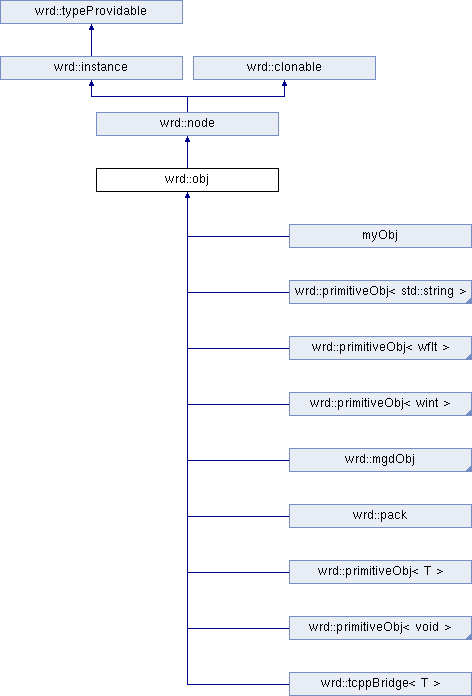 wrd::typeProvidable
wrd::instance
wrd::clonable
wrd::node
wrd::obj
myObj
wrd::primitiveObj< std::string >
wrd::primitiveObj< wflt >
wrd::primitiveObj< wint >
wrd::mgdObj
wrd::pack
wrd::primitiveObj< T >
wrd::primitiveObj< void >
wrd::tcppBridge< T >